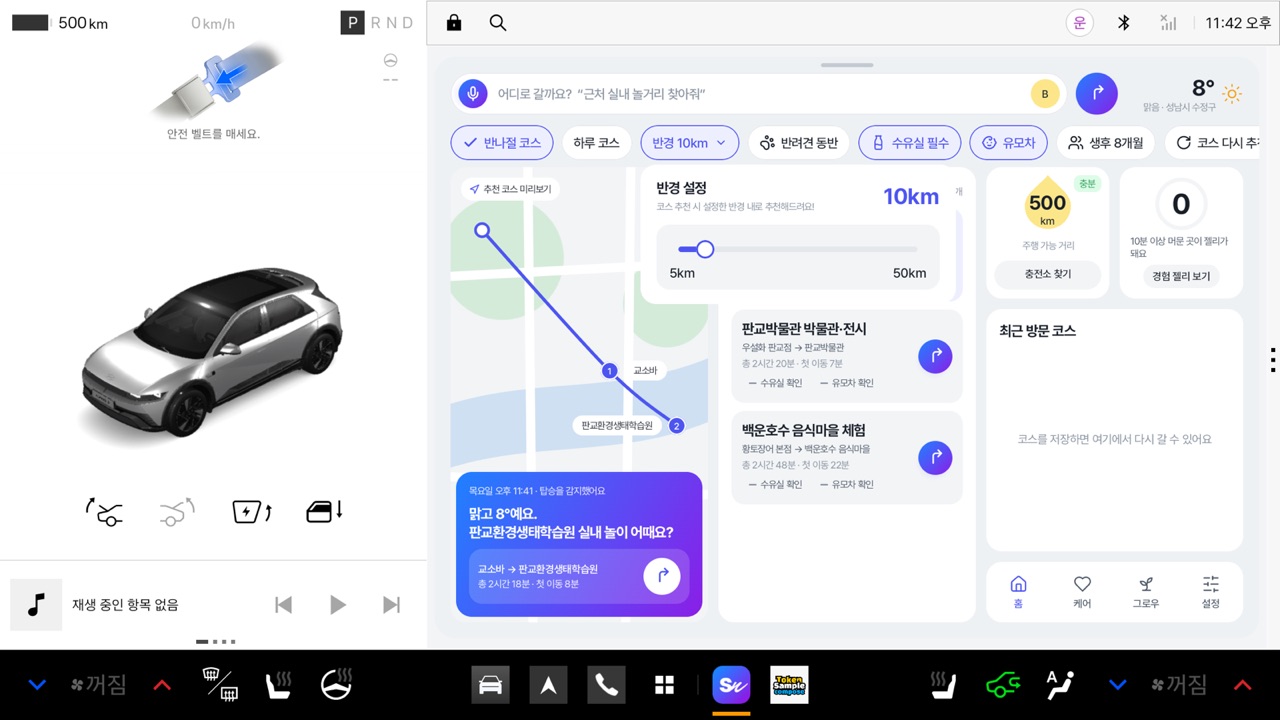 500 km
0 km/h
P R N D
안전 벨트를 매세요.
재생 중인 항목 없음
운
11:42 오후
어디로 갈까요? “근처 실내 놀거리 찾아줘”
B
8°
맑음 · 성남시 수정구
반나절 코스
하루 코스
반경 10km
반려견 동반
수유실 필수
유모차
생후 8개월
코스 다시 추
추천 코스 미리보기
1
교소바
판교환경생태학습원
2
목요일 오후 11:41 · 탑승을 감지했어요
맑고 8°예요.
판교환경생태학습원 실내 놀이 어때요?
교소바 → 판교환경생태학습원
총 2시간 18분 · 첫 이동 8분
반경 설정
코스 추천 시 설정한 반경 내로 추천해드려요!
10km
개
5km
50km
판교박물관 박물관·전시
우설화 판교점 → 판교박물관
총 2시간 20분 · 첫 이동 7분
수유실 확인
유모차 확인
백운호수 음식마을 체험
황토장어 본점 → 백운호수 음식마을
총 2시간 48분 · 첫 이동 22분
수유실 확인
유모차 확인
충분
500
km
주행 가능 거리
충전소 찾기
0
10분 이상 머문 곳이 젤리가
돼요
경험 젤리 보기
최근 방문 코스
코스를 저장하면 여기에서 다시 갈 수 있어요
홈
케어
그로우
설정
꺼짐
Token
Sample
compose
A
꺼짐